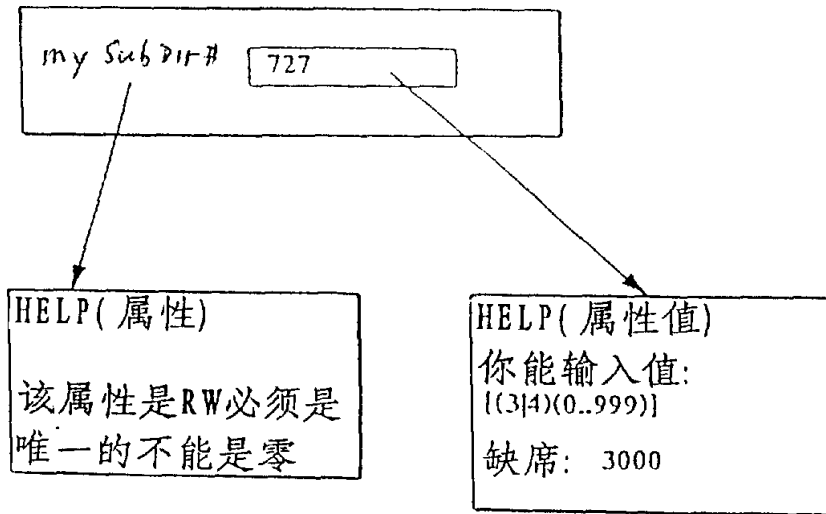 my SubDir# 727
HELP(属性)
该属性是RW必须是
唯一的不能是零
HELP(属性值)
你能输入值:
[(3|4)(0..999)]
缺席: 3000